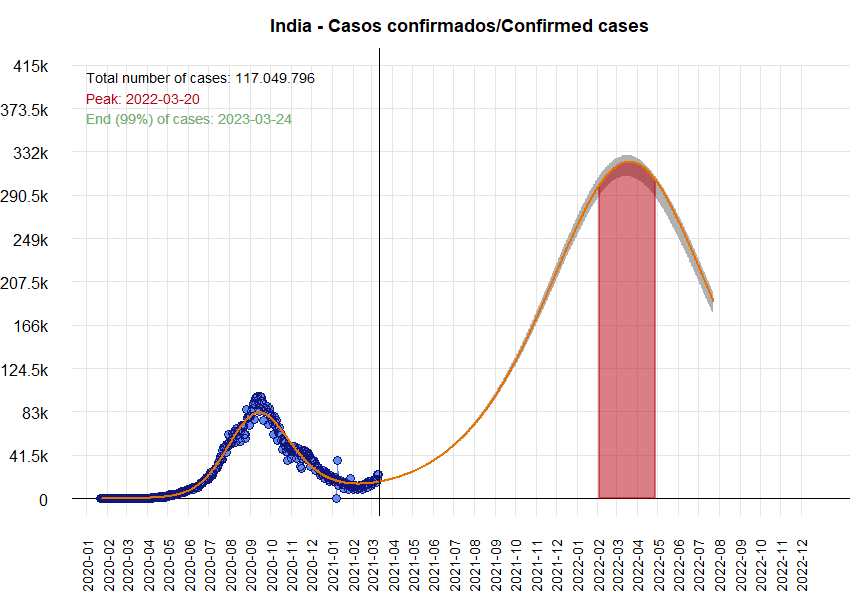 India - Casos confirmados/Confirmed cases
415k
373.5k
332k
290.5k
249k
207.5k
166k
124.5k
83k
41.5k
0
Total number of cases: 117.049.796
Peak: 2022-03-20
End (99%) of cases: 2023-03-24
2020-01
2020-02
2020-03
2020-04
2020-05
2020-06
2020-07
2020-08
2020-09
2020-10
2020-11
2020-12
2021-01
2021-02
2021-03
2021-04
2021-05
2021-06
2021-07
2021-08
2021-09
2021-10
2021-11
2021-12
2022-01
2022-02
2022-03
2022-04
2022-05
2022-06
2022-07
2022-08
2022-09
2022-10
2022-11
2022-12